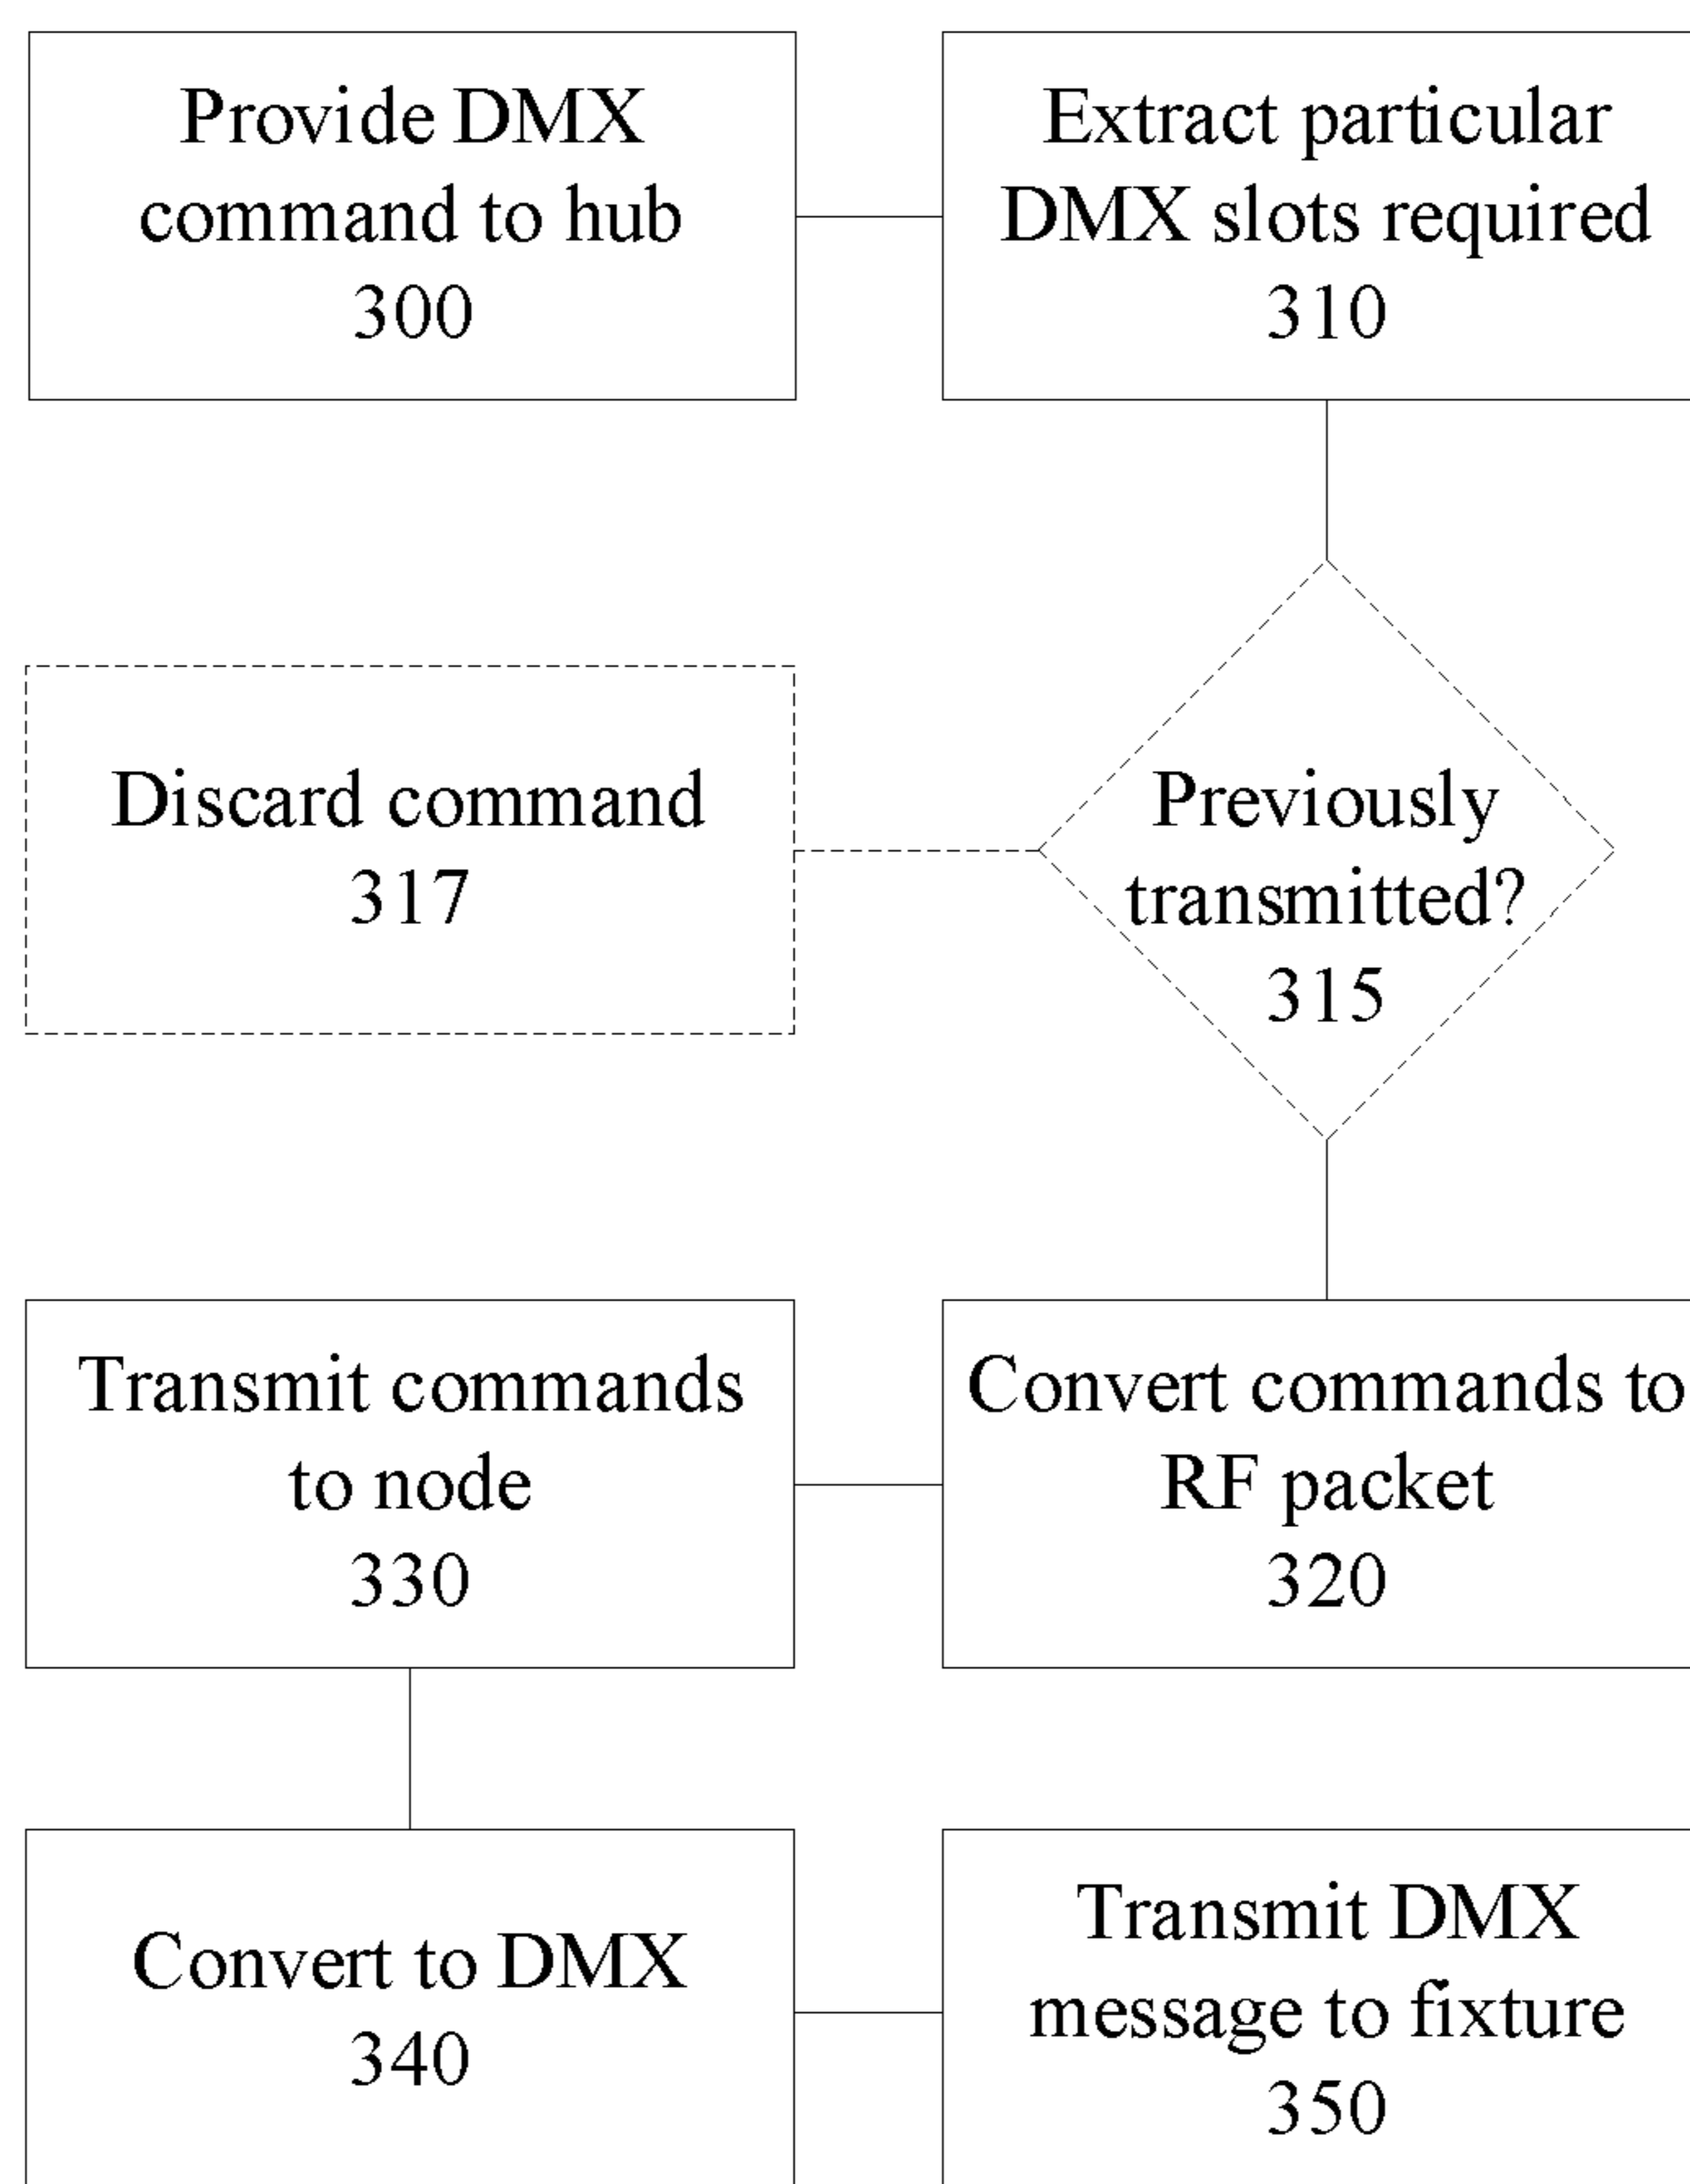 Provide DMX
command to hub
300
Extract particular
DMX slots required
310
Previously
transmitted?
315
Discard command
317
Convert commands to
RF packet
320
Transmit commands
to node
330
Convert to DMX
340
Transmit DMX
message to fixture
350